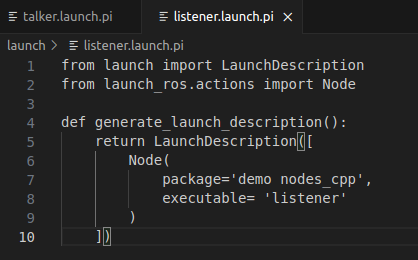 talker.launch.pi
listener.launch.pi ×
launch > listener.launch.pi
1 from launch import LaunchDescription
2 from launch_ros.actions import Node
3
4 def generate_launch_description():
5     return LaunchDescription([
6         Node(
7             package='demo nodes_cpp',
8             executable= 'listener'
9         )
10     ])